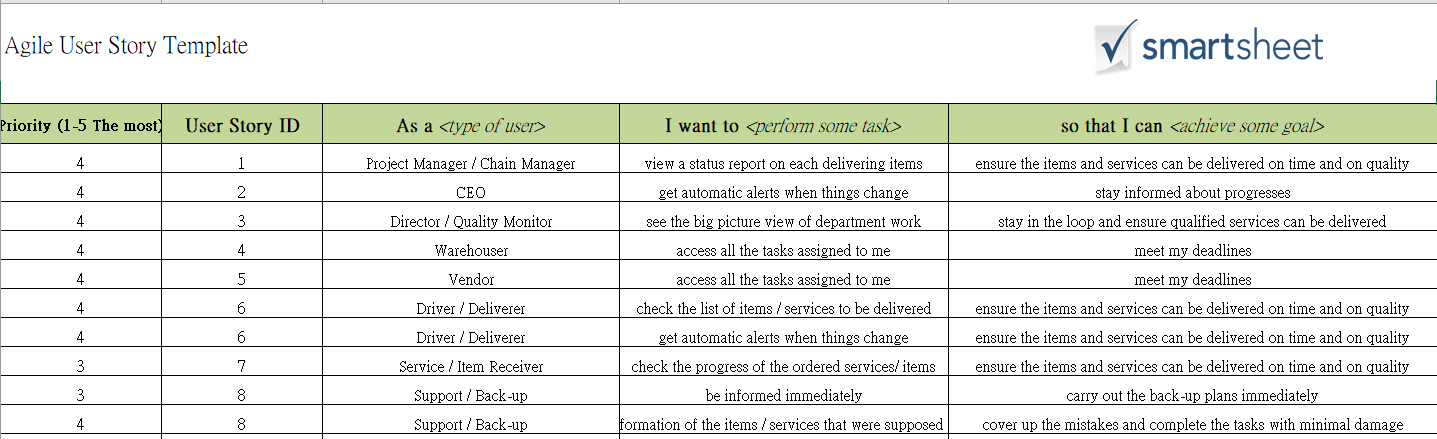 Agile User Story Template
smartsheet
Priority (1-5 The most) User Story ID As a <type of user> I want to <perform some task> so that I can <achieve some goal>
4 1 Project Manager / Chain Manager view a status report on each delivering items ensure the items and services can be delivered on time and on quality
4 2 CEO get automatic alerts when things change stay informed about progresses
4 3 Director / Quality Monitor see the big picture view of department work stay in the loop and ensure qualified services can be delivered
4 4 Warehouser access all the tasks assigned to me meet my deadlines
4 5 Vendor access all the tasks assigned to me meet my deadlines
4 6 Driver / Deliverer check the list of items / services to be delivered ensure the items and services can be delivered on time and on quality
4 6 Driver / Deliverer get automatic alerts when things change ensure the items and services can be delivered on time and on quality
3 7 Service / Item Receiver check the progress of the ordered services/ items ensure the items and services can be delivered on time and on quality
3 8 Support / Back-up be informed immediately carry out the back-up plans immediately
4 8 Support / Back-up formation of the items / services that were supposed cover up the mistakes and complete the tasks with minimal damage